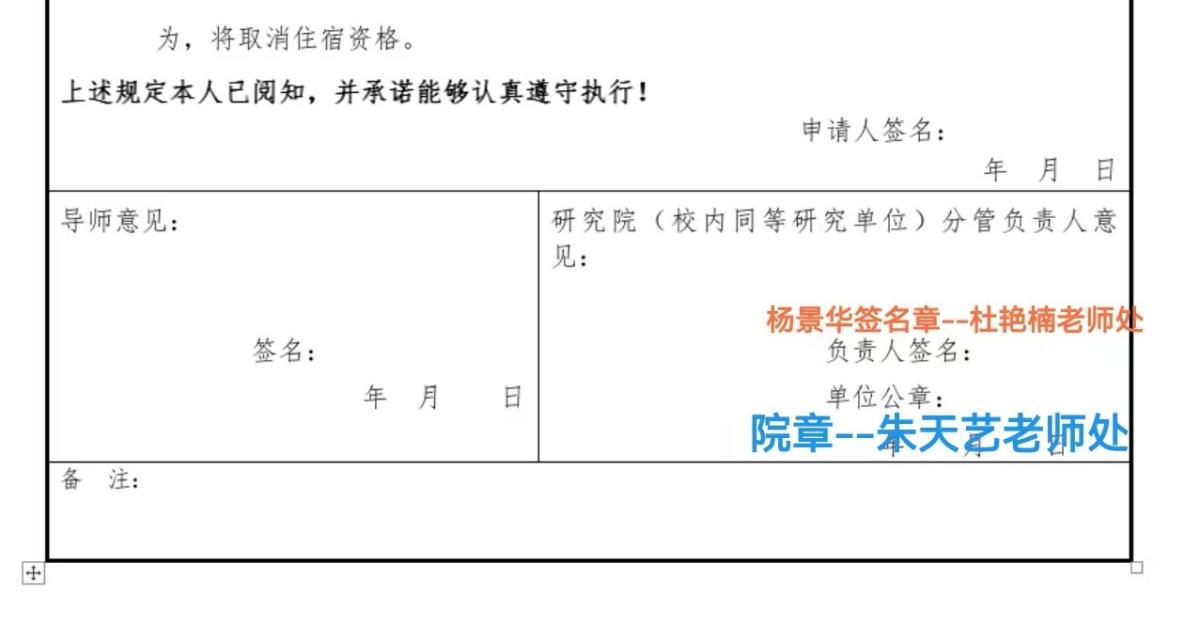 为，将取消住宿资格。
上述规定本人已阅知，并承诺能够认真遵守执行！
申请人签名：
年 月 日
导师意见：
签名：
年 月 日
研究院（校内同等研究单位）分管负责人意
见：
杨景华签名章--杜艳楠老师处
负责人签名：
单位公章：
院章--朱天艺老师处
年 月 日
备 注：